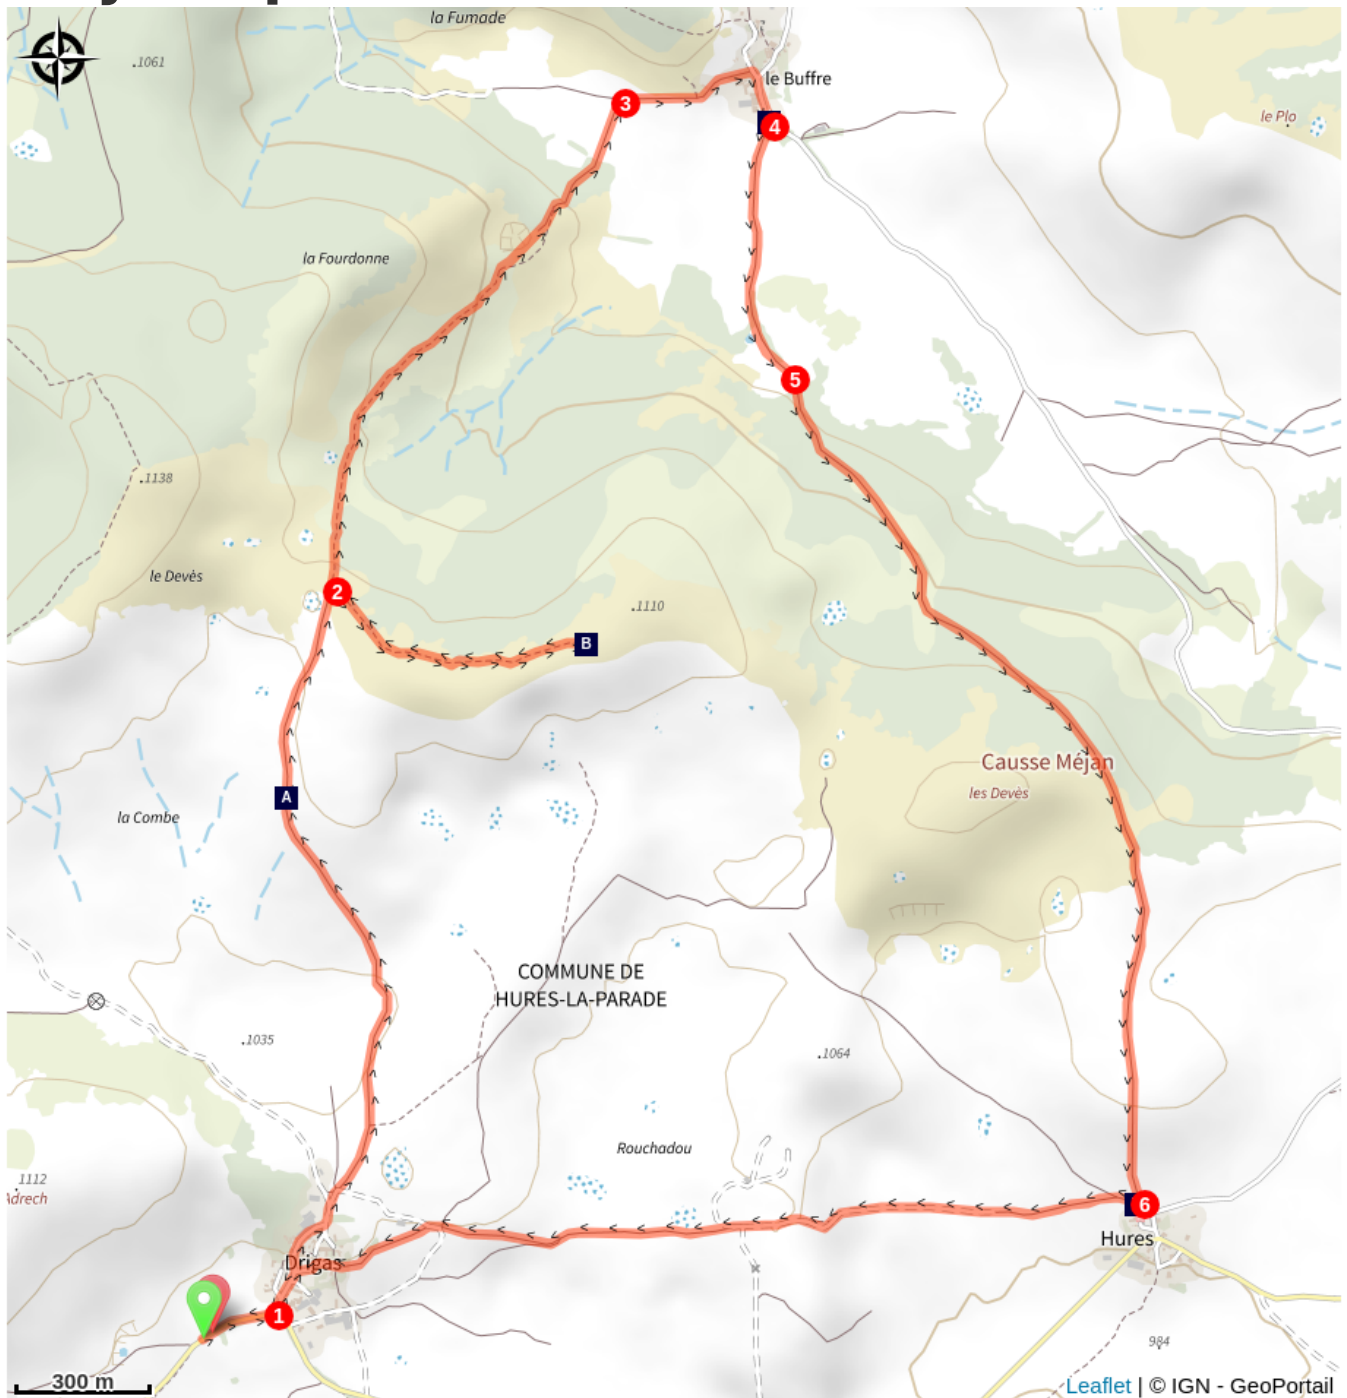 la Fumade
.1061
le Buffre
3
4
le Plo
la Fourdonne
5
.1138
le Devès
2
.1110
B
Causse Méjan
les Devès
A
la Combe
COMMUNE DE
HURES-LA-PARADE
.1035
.1064
Rouchadou
.1112
Adrech
6
Hures
Drigas
1
984
300 m
Leaflet | © IGN - GeoPortail